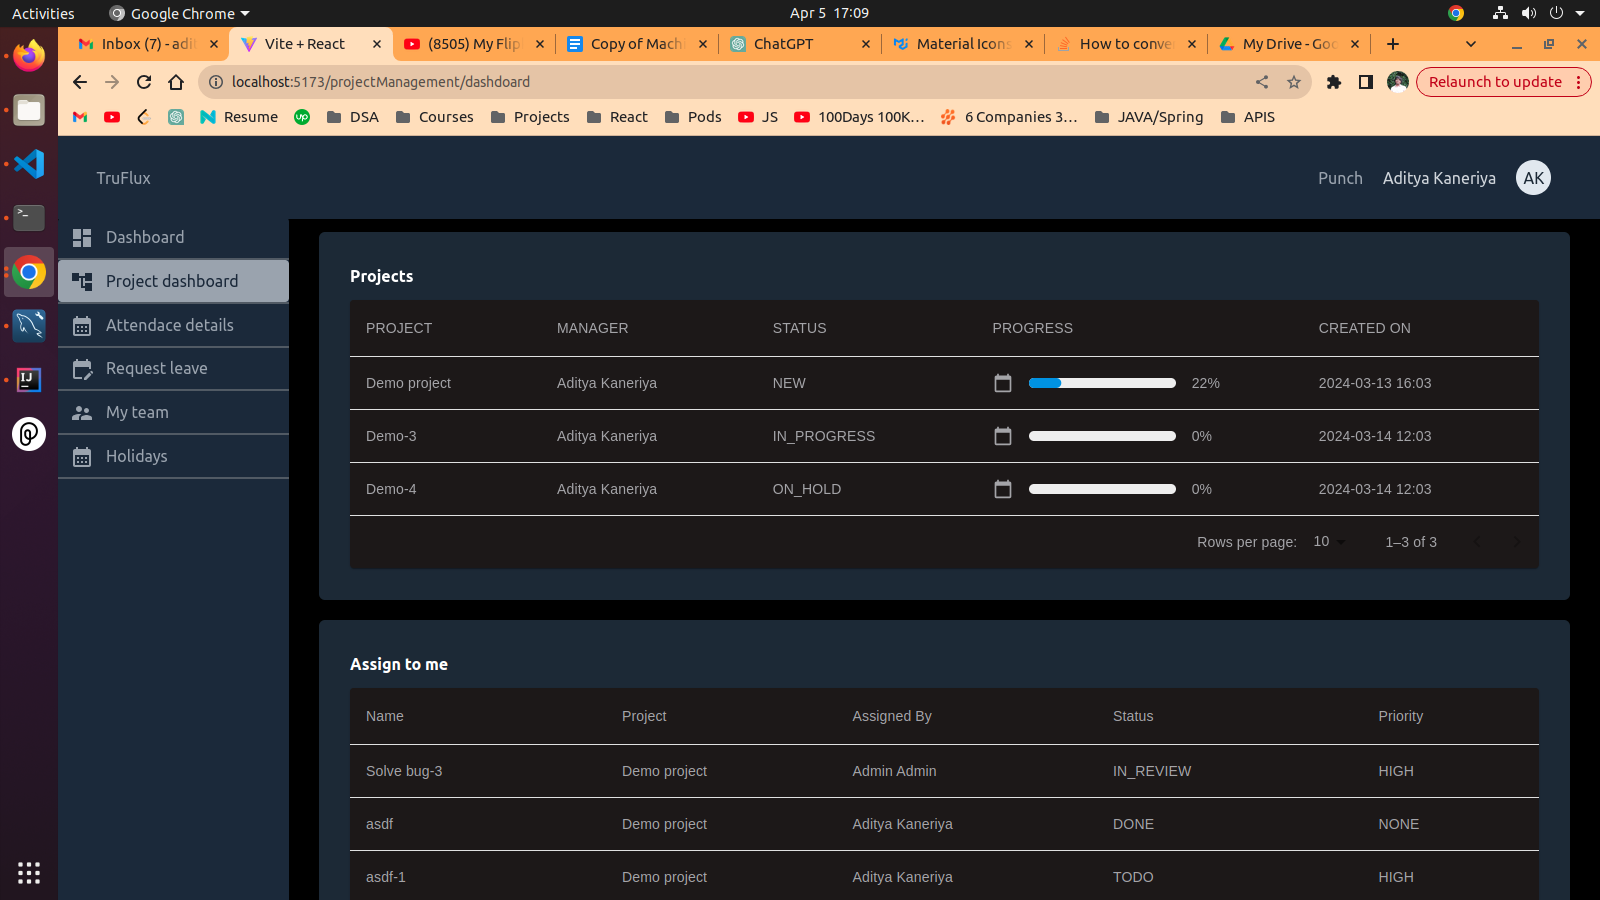 Activities Google Chrome Apr 5 17:09
Inbox (7) - adi Vite + React (8505) My Flip Copy of Mach ChatGPT Material Icons How to conve My Drive - Goo
localhost:5173/projectManagement/dashdoard Relaunch to update
Resume up DSA Courses Projects React Pods JS 100Days 100K... 6 Companies 3... JAVA/Spring APIS
TruFlux Punch Aditya Kaneriya AK
Dashboard
Project dashboard
Attendace details
Request leave
My team
Holidays
Projects
PROJECT MANAGER STATUS PROGRESS CREATED ON
Demo project Aditya Kaneriya NEW 22% 2024-03-13 16:03
Demo-3 Aditya Kaneriya IN_PROGRESS 0% 2024-03-14 12:03
Demo-4 Aditya Kaneriya ON_HOLD 0% 2024-03-14 12:03
Rows per page: 10 1–3 of 3
Assign to me
Name Project Assigned By Status Priority
Solve bug-3 Demo project Admin Admin IN_REVIEW HIGH
asdf Demo project Aditya Kaneriya DONE NONE
asdf-1 Demo project Aditya Kaneriya TODO HIGH